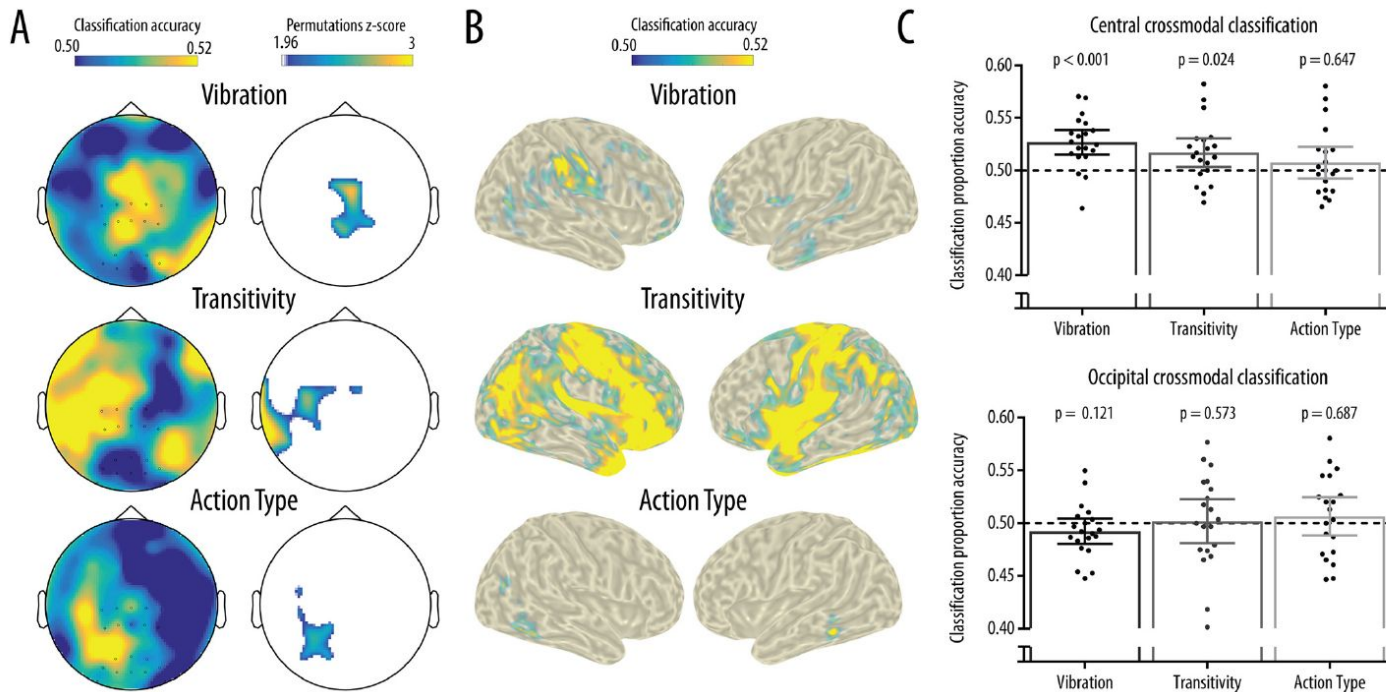 A
Classification accuracy
0.50 0.52
Permutations z-score
1.96 3
Vibration
Transitivity
Action Type
B
Classification accuracy
0.50 0.52
Vibration
Transitivity
Action Type
C
Central crossmodal classification
p < 0.001 p = 0.024 p = 0.647
Classification proportion accuracy
0.60
0.55
0.50
0.45
0.40
Vibration Transitivity Action Type
Occipital crossmodal classification
p = 0.121 p = 0.573 p = 0.687
Classification proportion accuracy
0.60
0.55
0.50
0.45
0.40
Vibration Transitivity Action Type